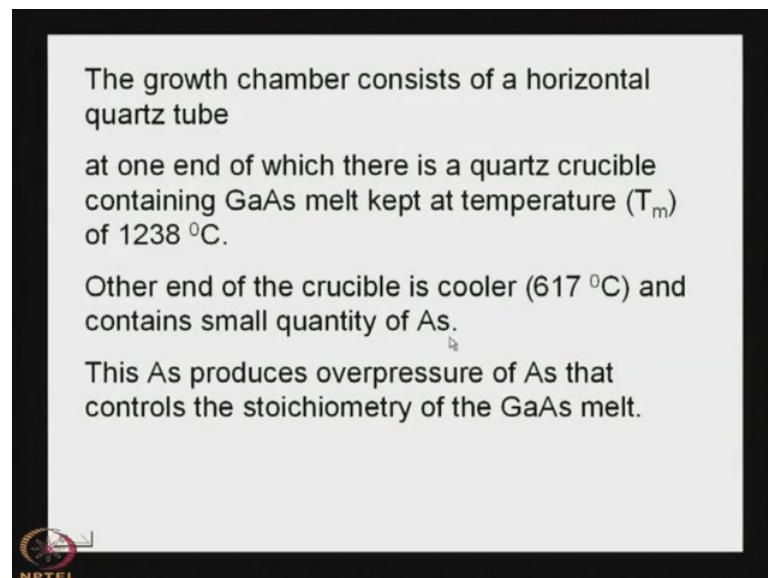 The growth chamber consists of a horizontal
quartz tube
at one end of which there is a quartz crucible
containing GaAs melt kept at temperature (Tm)
of 1238 ⁰C.
Other end of the crucible is cooler (617 ⁰C) and
contains small quantity of As.
This As produces overpressure of As that
controls the stoichiometry of the GaAs melt.
NPTEL